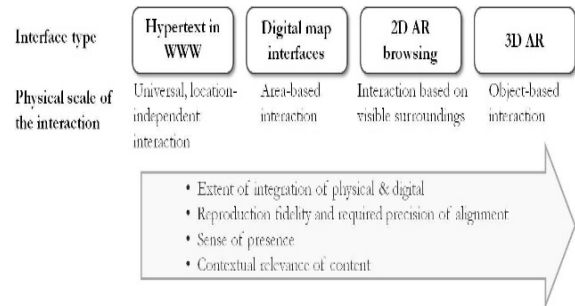 Interface type
Hypertext in
WWW
Digital map
interfaces
2D AR
browsing
3D AR
Physical scale of
the interaction
Universal, location-
independent
interaction
Area-based
interaction
Interaction based on
visible surroundings
Object-based
interaction
• Extent of integration of physical & digital
• Reproduction fidelity and required precision of alignment
• Sense of presence
• Contextual relevance of content